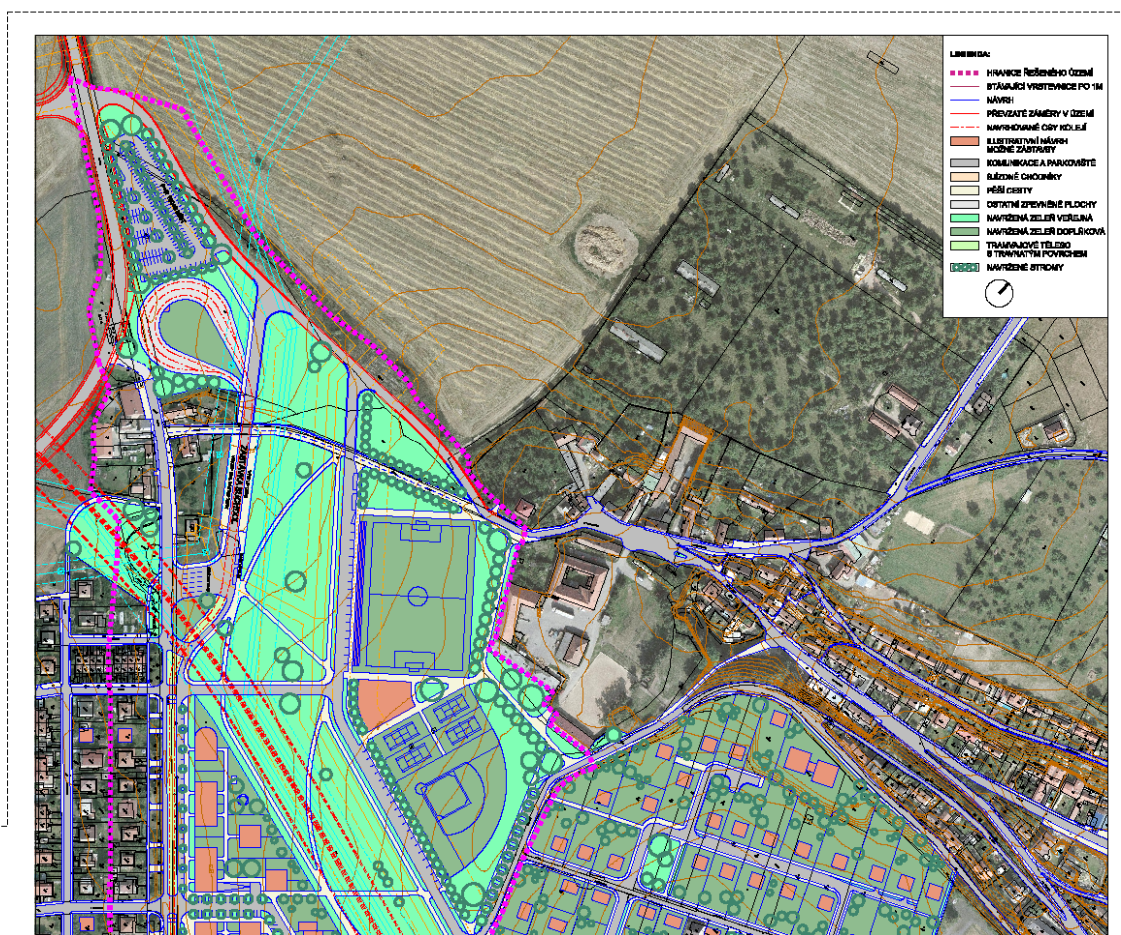 LEGENDA:
HRANICE ŘEŠENÉHO ÚZEMÍ
STÁVAJÍCÍ VRSTEVNICE PO 1M
NÁVRH
PŘEVZATÉ ZÁMĚRY V ÚZEMÍ
NAVRHOVANÉ OSY KOLEJÍ
ILUSTRATIVNÍ NÁVRH
MOŽNÉ ZÁSTAVBY
KOMUNIKACE A PARKOVIŠTĚ
SJÍZDNÉ CHODNÍKY
PĚŠÍ CESTY
OSTATNÍ ZPEVNĚNÉ PLOCHY
NAVRŽENÁ ZELEŇ VEŘEJNÁ
NAVRŽENÁ ZELEŇ DOPLŇKOVÁ
TRAMVAJOVÉ TĚLESO
S TRAVNATÝM POVRCHEM
NAVRŽENÉ STROMY